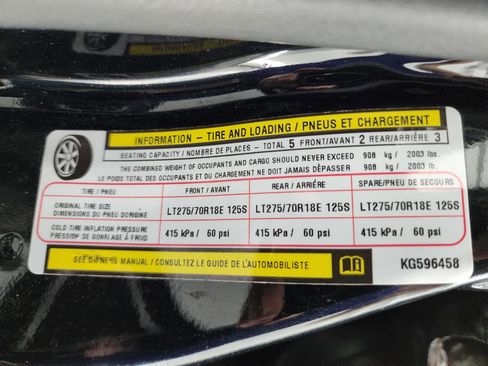 INFORMATION - TIRE AND LOADING / PNEUS ET CHARGEMENT
SEATING CAPACITY / NOMBRE DE PLACES - TOTAL 5 FRONT/AVANT 2 REAR/ARRIÈRE 3
THE COMBINED WEIGHT OF OCCUPANTS AND CARGO SHOULD NEVER EXCEED 908 kg / 2003 lbs.
LE POIDS TOTAL DES OCCUPANTS ET DU CHARGEMENT NE DOIT JAMAIS DÉPASSER 908 kg / 2003 lb.
TIRE / PNEU FRONT / AVANT REAR / ARRIÈRE SPARE/PNEU DE SECOURS
ORIGINAL TIRE SIZE
DIMENSIONS DU PNEU D'ORIGINE
LT275/70R18E 125S LT275/70R18E 125S LT275/70R18E 125S
COLD TIRE INFLATION PRESSURE
PRESSION DE GONFLAGE À FROID
415 kPa / 60 psi 415 kPa / 60 psi 415 kPa / 60 psi
SEE OWNERS MANUAL / CONSULTEZ LE GUIDE DE L'AUTOMOBILISTE
KG596458